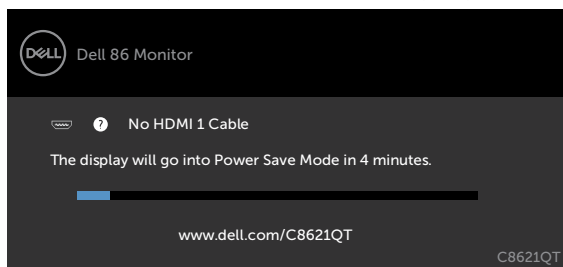 DELL Dell 86 Monitor
? No HDMI 1 Cable
The display will go into Power Save Mode in 4 minutes.
www.dell.com/C8621QT
C8621QT